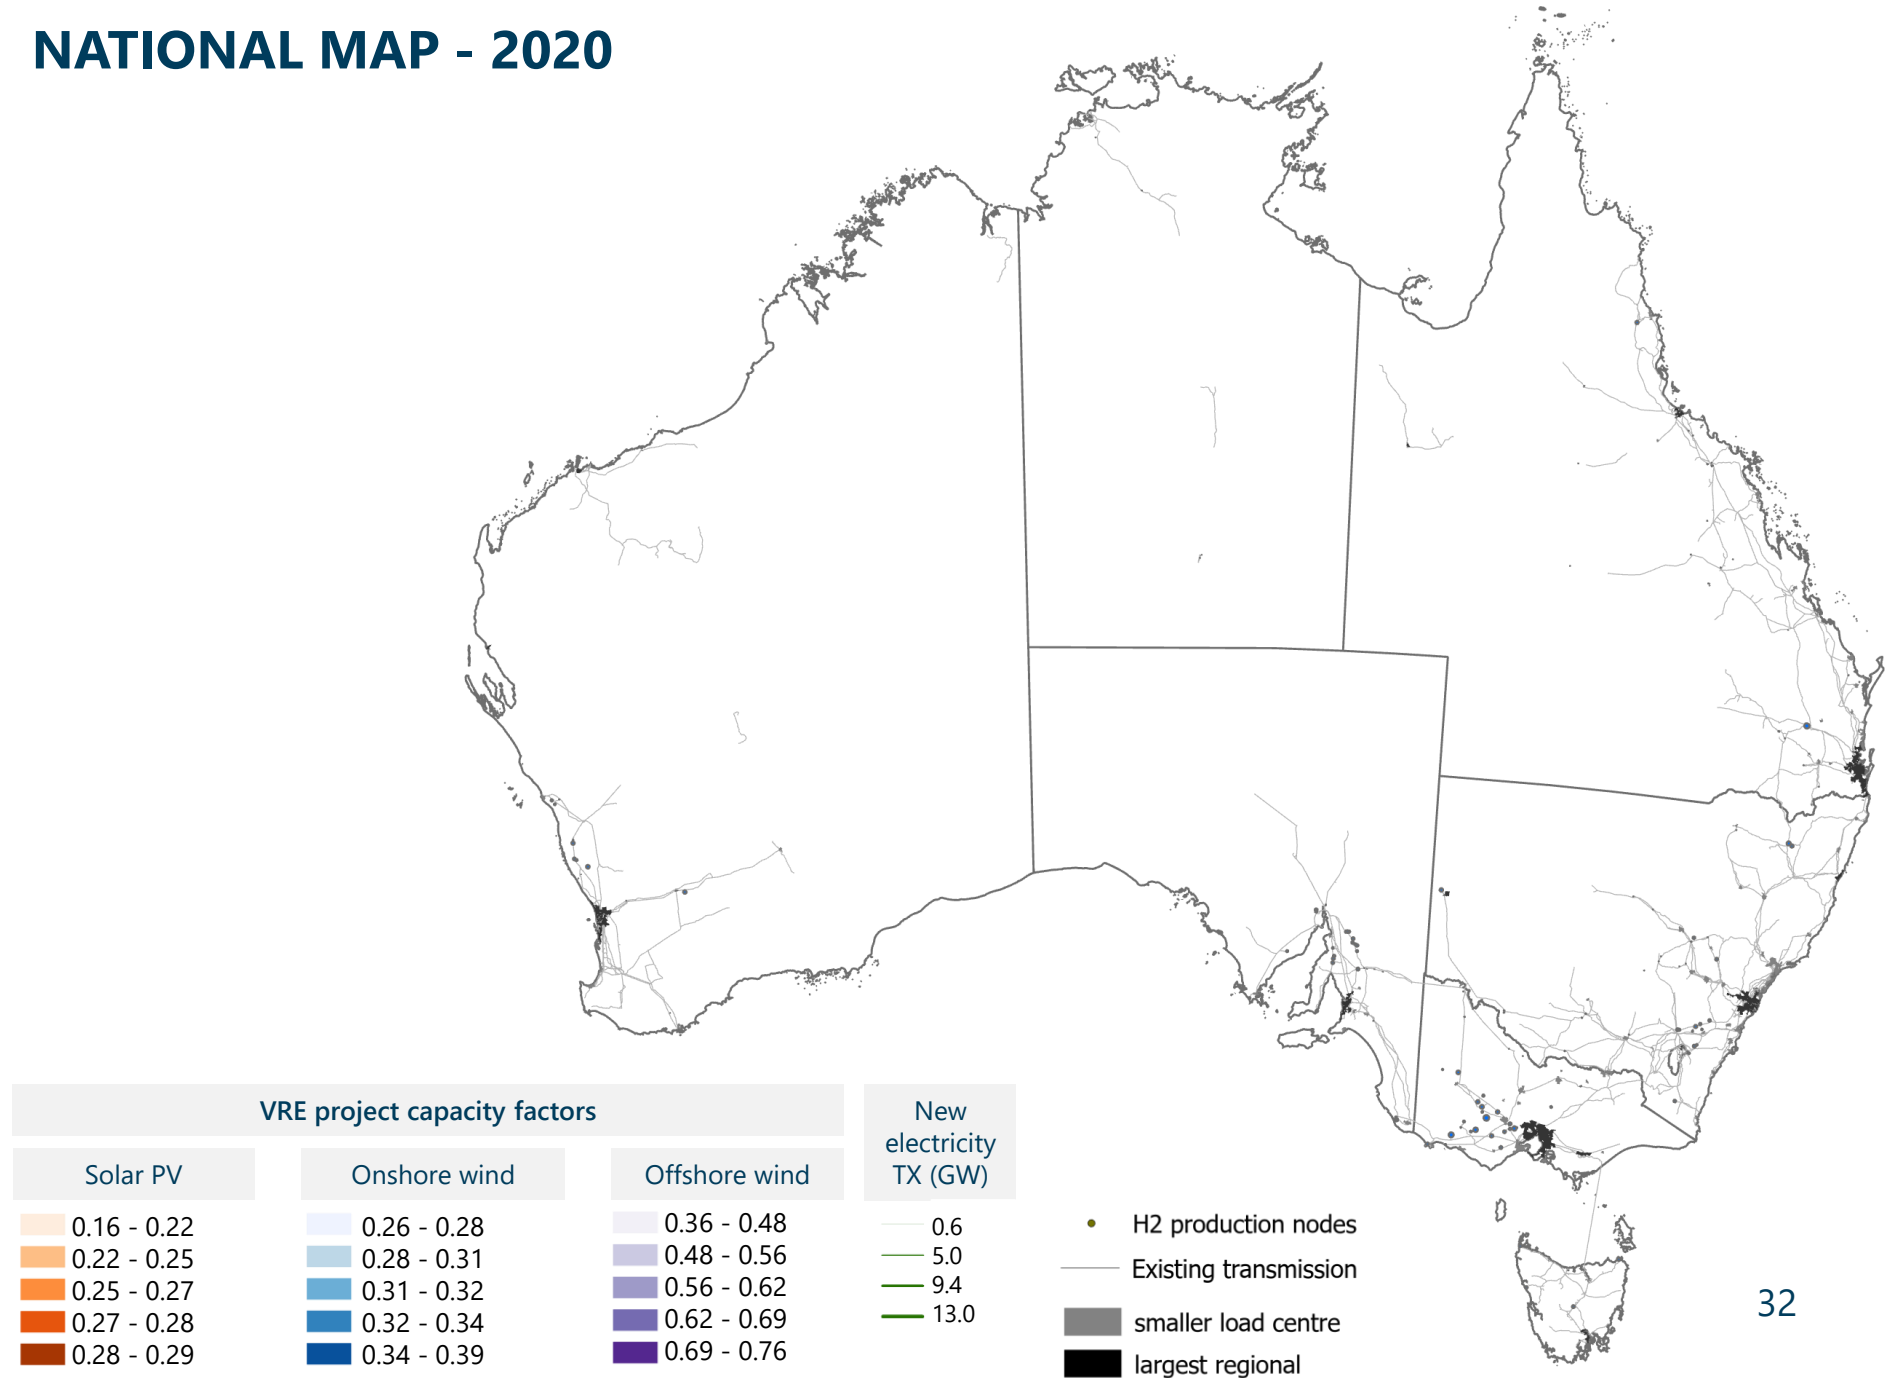 NATIONAL MAP - 2020
VRE project capacity factors
Solar PV
0.16 - 0.22
0.22 - 0.25
0.25 - 0.27
0.27 - 0.28
0.28 - 0.29
Onshore wind
0.26 - 0.28
0.28 - 0.31
0.31 - 0.32
0.32 - 0.34
0.34 - 0.39
Offshore wind
0.36 - 0.48
0.48 - 0.56
0.56 - 0.62
0.62 - 0.69
0.69 - 0.76
New
electricity
TX (GW)
0.6
5.0
9.4
13.0
H2 production nodes
Existing transmission
smaller load centre
largest regional
32